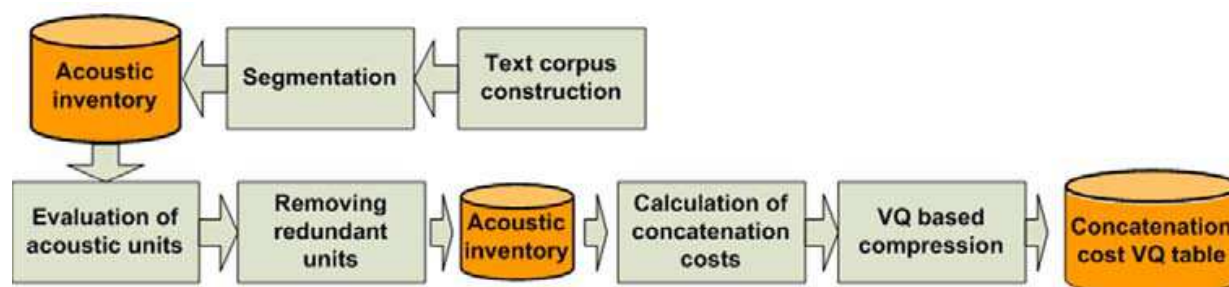 Acoustic
inventory
Segmentation
Text corpus
construction
Evaluation of
acoustic units
Removing
redundant
units
Acoustic
inventory
Calculation of
concatenation
costs
VQ based
compression
Concatenation
cost VQ table